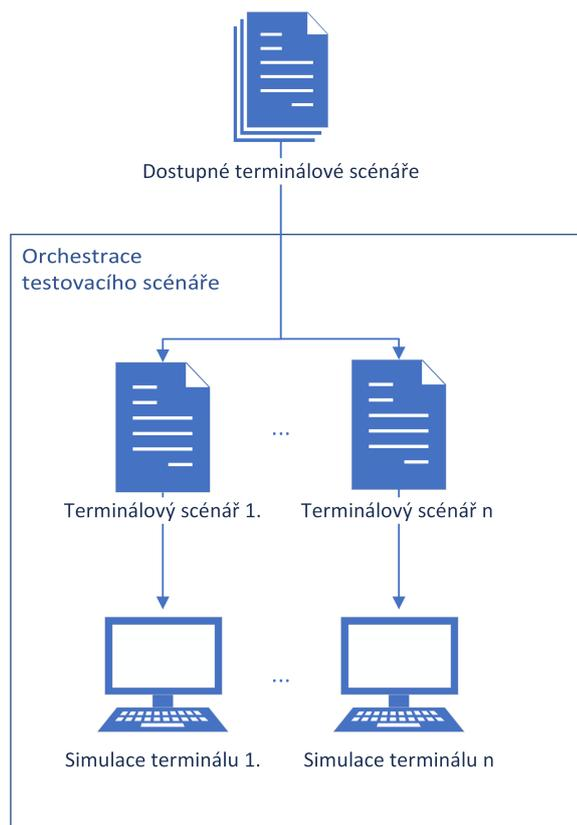 Dostupné terminálové scénáře
Orchestrace
testovacího scénáře
...
Terminálový scénář 1.
Terminálový scénář n
...
Simulace terminálu 1.
Simulace terminálu n